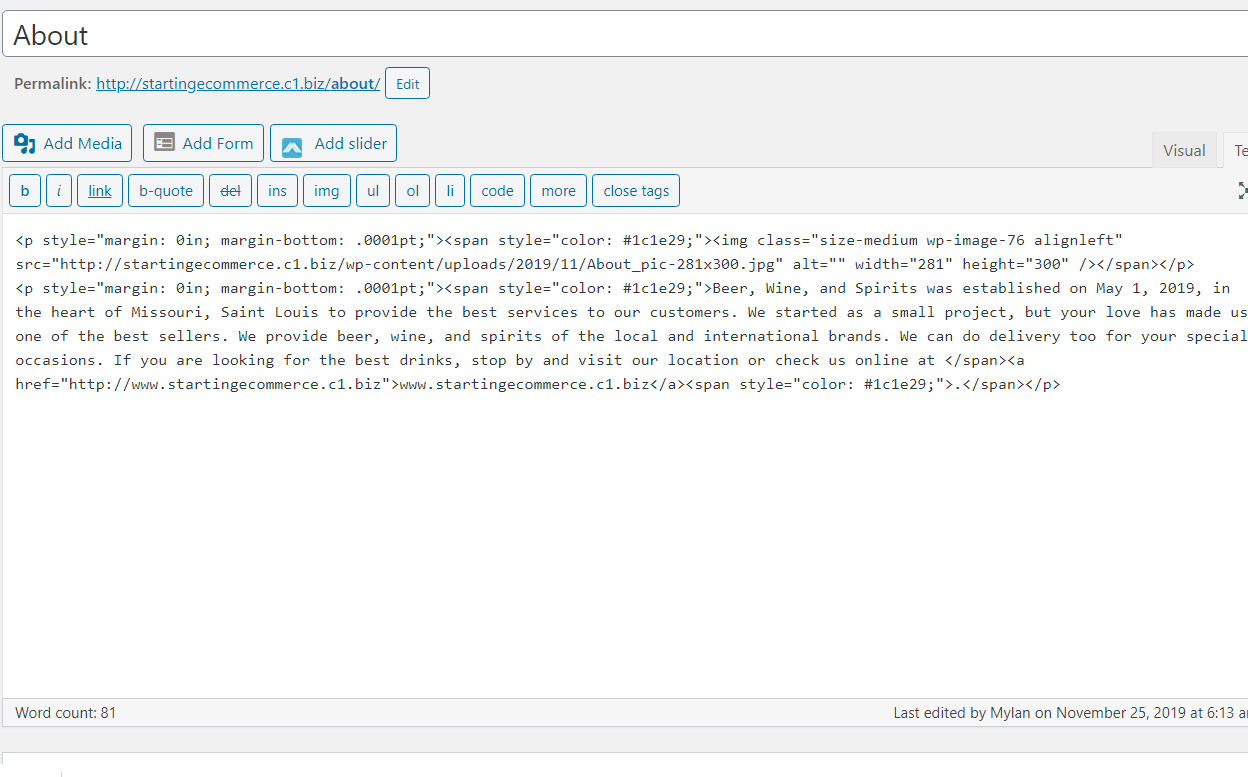 About
Permalink: http://startingecommerce.c1.biz/about/ Edit
Add Media Add Form Add slider
Visual Te
b i link b-quote del ins img ul ol li code more close tags
<p style="margin: 0in; margin-bottom: .0001pt;"><span style="color: #1c1e29;"><img class="size-medium wp-image-76 alignleft"
src="http://startingecommerce.c1.biz/wp-content/uploads/2019/11/About_pic-281x300.jpg" alt="" width="281" height="300" /></span></p>
<p style="margin: 0in; margin-bottom: .0001pt;"><span style="color: #1c1e29;">Beer, Wine, and Spirits was established on May 1, 2019, in
the heart of Missouri, Saint Louis to provide the best services to our customers. We started as a small project, but your love has made us
one of the best sellers. We provide beer, wine, and spirits of the local and international brands. We can do delivery too for your special
occasions. If you are looking for the best drinks, stop by and visit our location or check us online at </span><a
href="http://www.startingecommerce.c1.biz">www.startingecommerce.c1.biz</a><span style="color: #1c1e29;">.</span></p>
Word count: 81
Last edited by Mylan on November 25, 2019 at 6:13 a